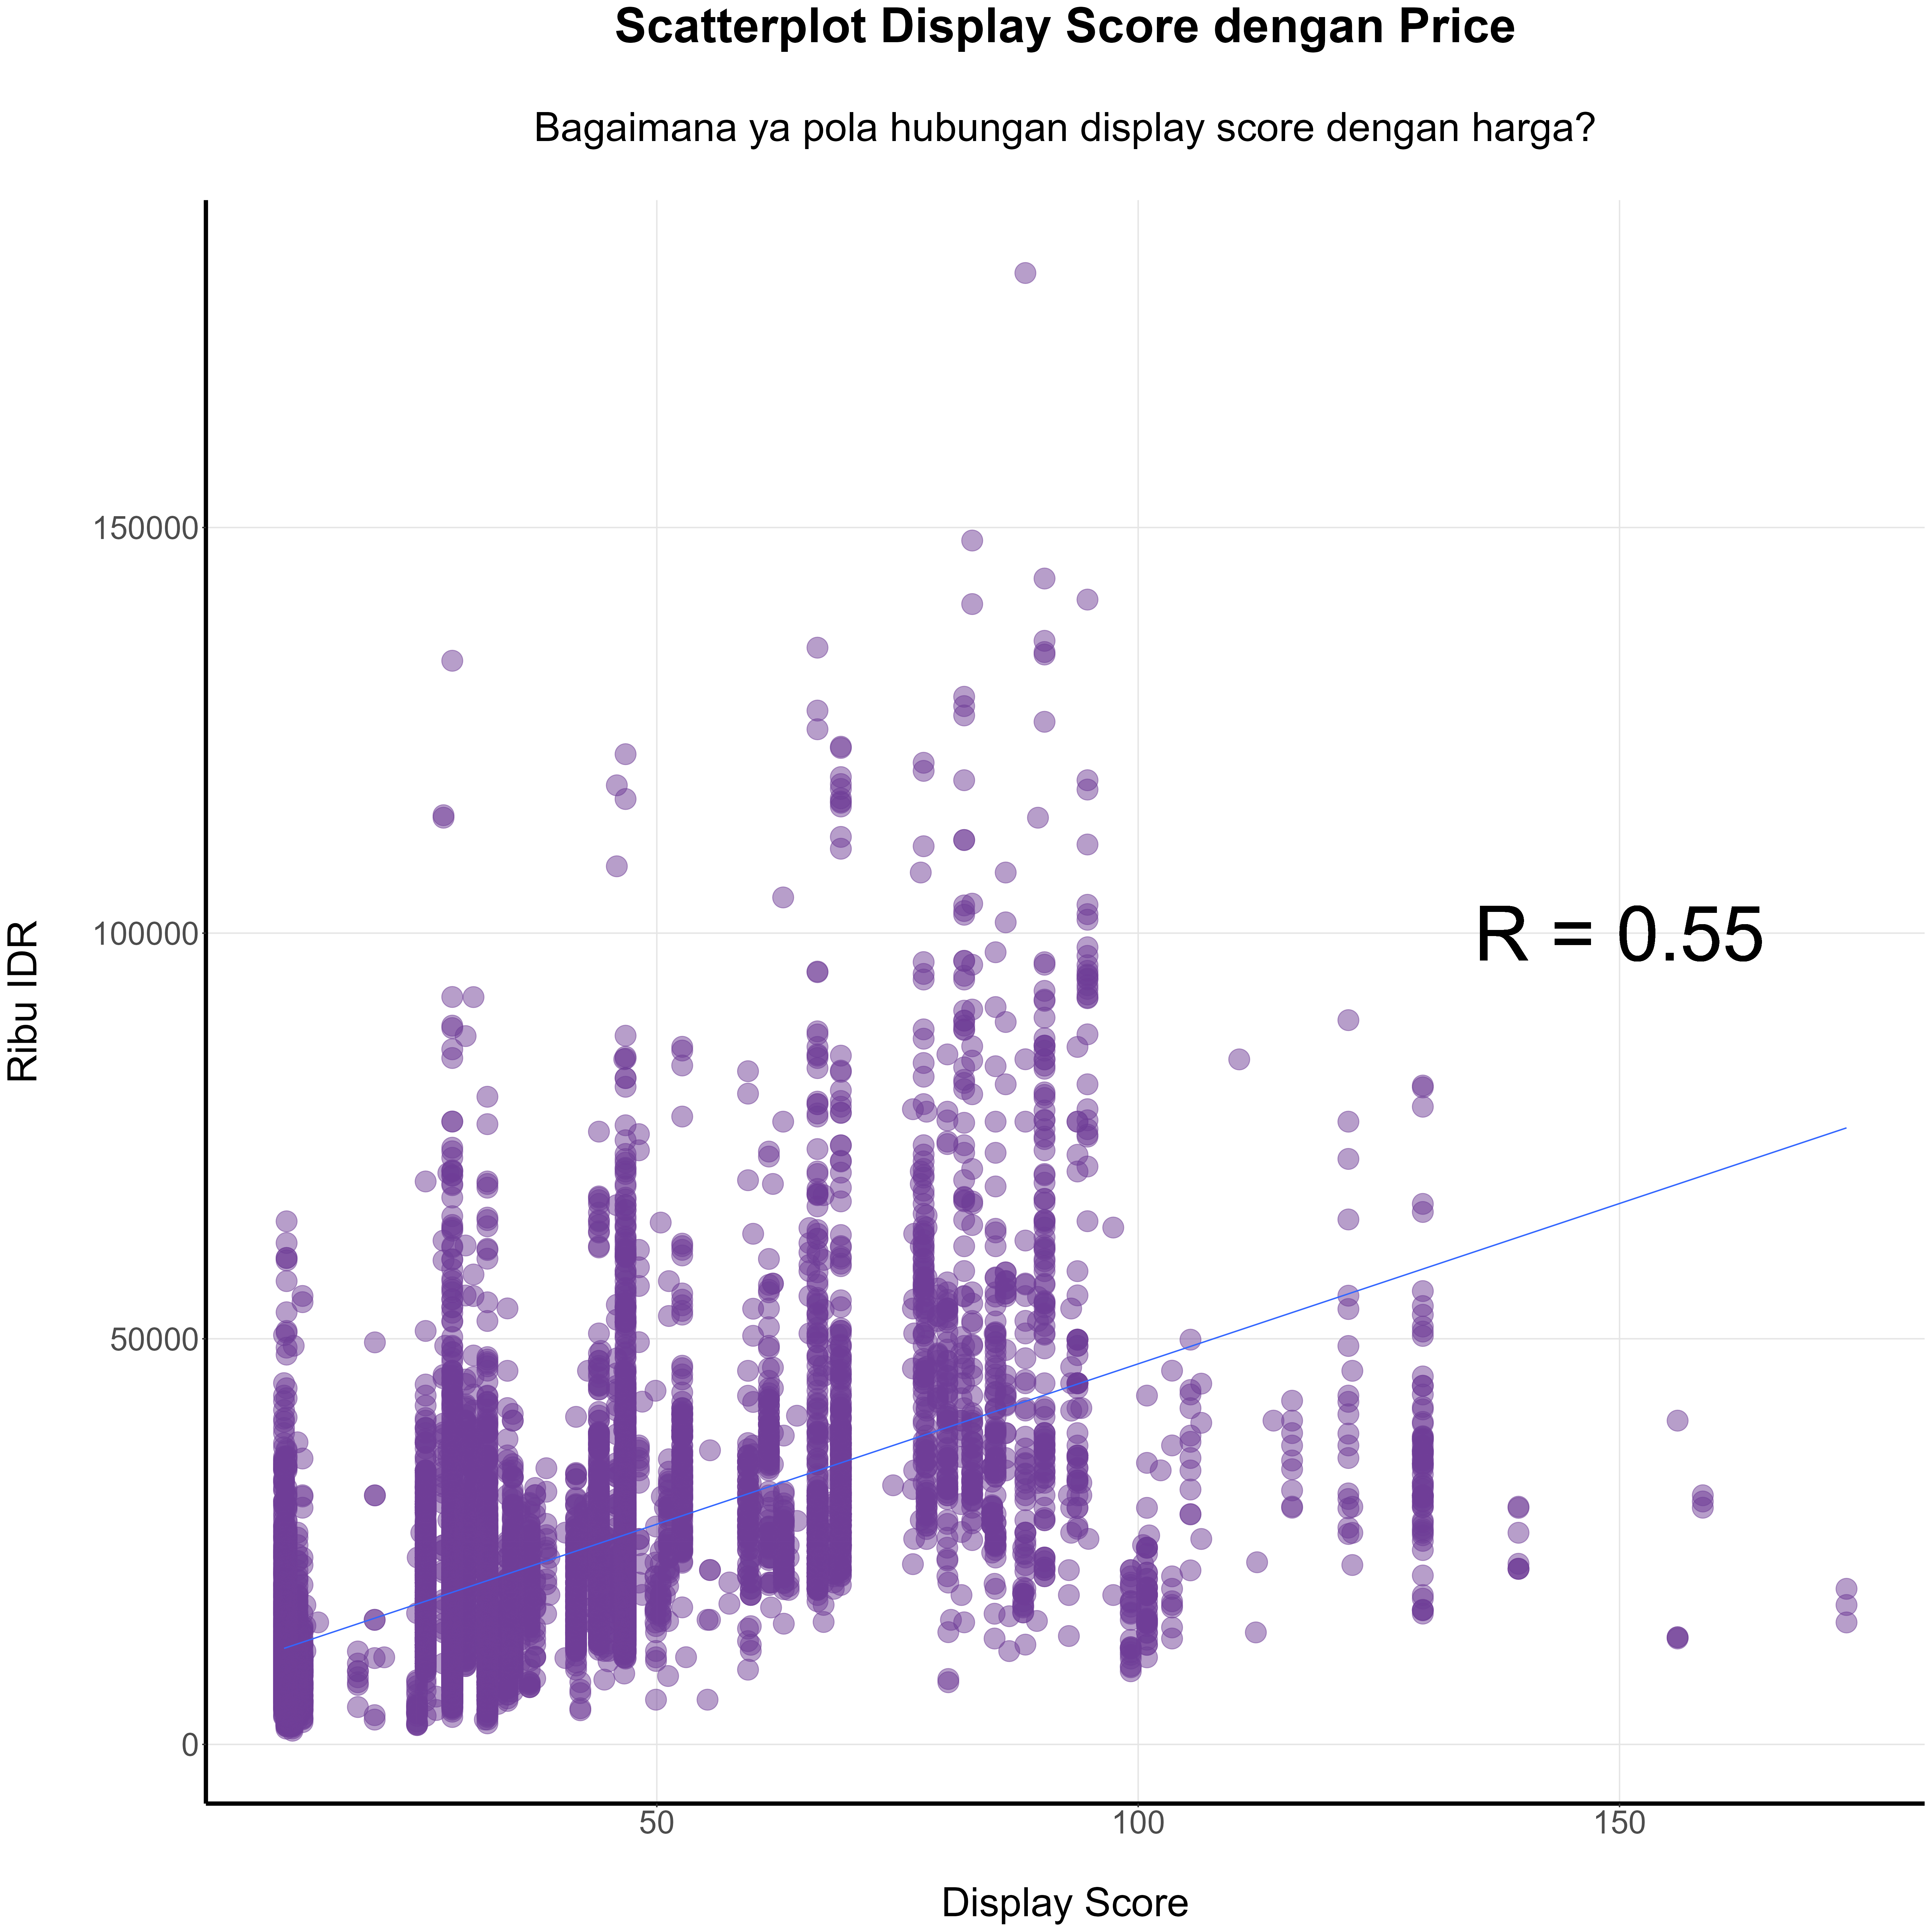 Scatterplot Display Score dengan Price
Bagaimana ya pola hubungan display score dengan harga?
150000
100000
50000
0
Ribu IDR
R = 0.55
50
100
150
Display Score